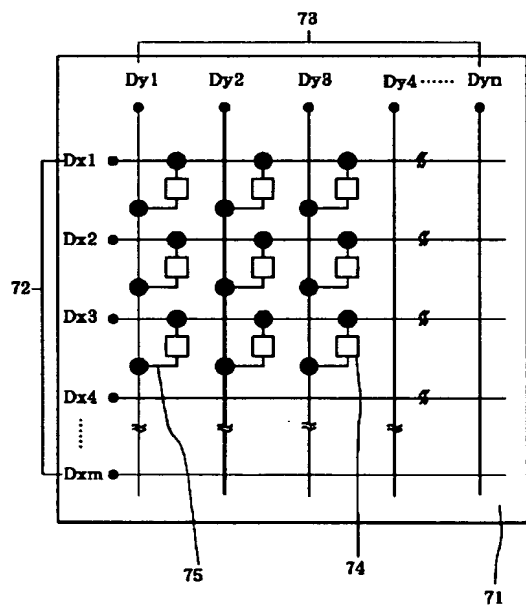 73
Dy1 Dy2 Dy8 Dy4 ...... Dyn
Dx1
Dx2
72
Dx3
Dx4
......
Dxm
75
74
71